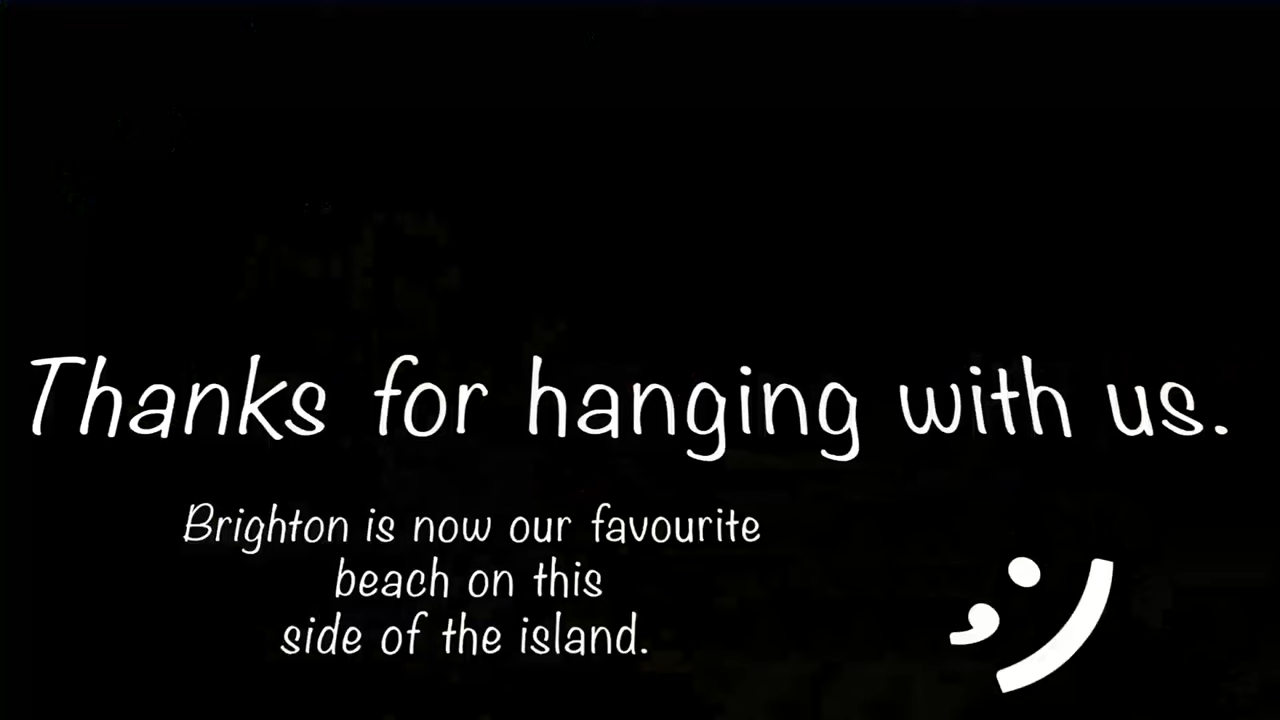 Thanks for hanging with us.
Brighton is now our favourite
beach on this
side of the island.
;)